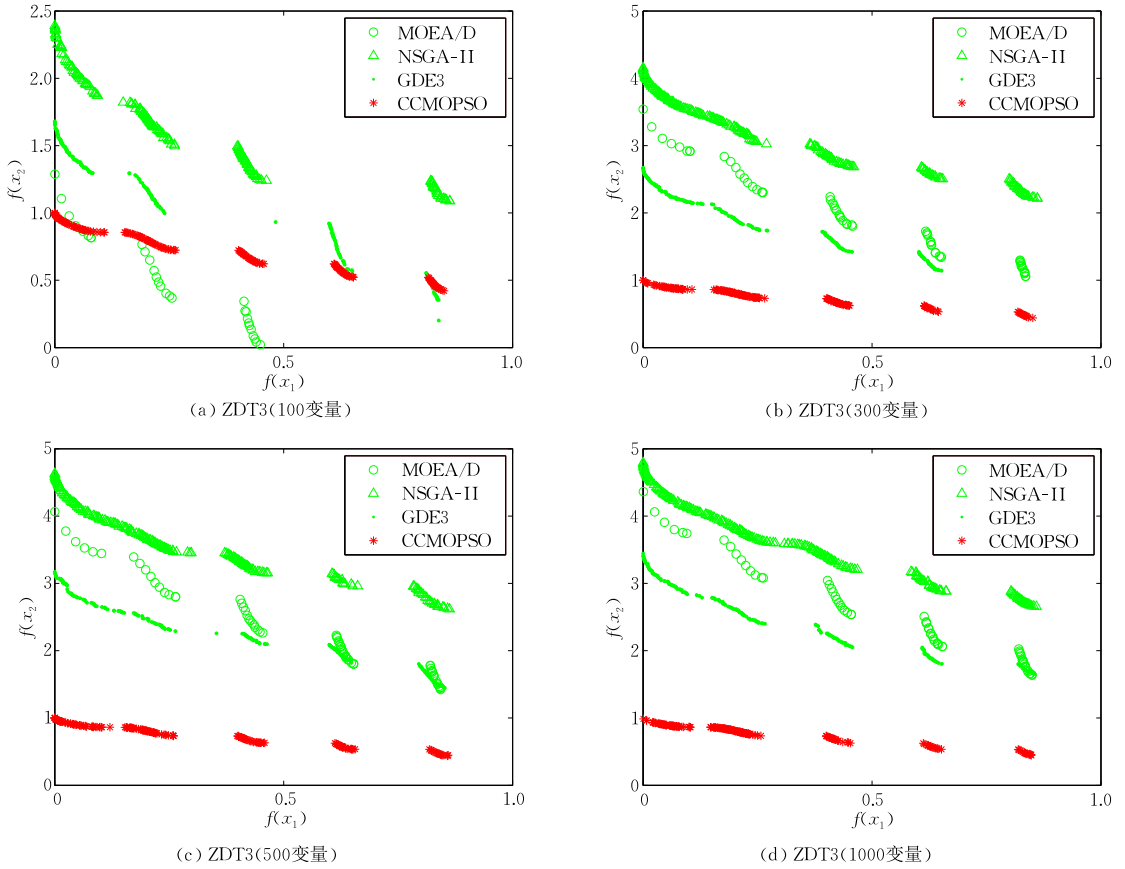 2.5
2.0
1.5
1.0
0.5
0
f(x₂)
MOEA/D
NSGA-II
GDE3
CCMOPSO
0
0.5
1.0
f(x₁)
(a) ZDT3(100变量)
5
4
3
2
1
0
f(x₂)
MOEA/D
NSGA-II
GDE3
CCMOPSO
0
0.5
1.0
f(x₁)
(b) ZDT3(300变量)
5
4
3
2
1
0
f(x₂)
MOEA/D
NSGA-II
GDE3
CCMOPSO
0
0.5
1.0
f(x₁)
(c) ZDT3(500变量)
5
4
3
2
1
0
f(x₂)
MOEA/D
NSGA-II
GDE3
CCMOPSO
0
0.5
1.0
f(x₁)
(d) ZDT3(1000变量)